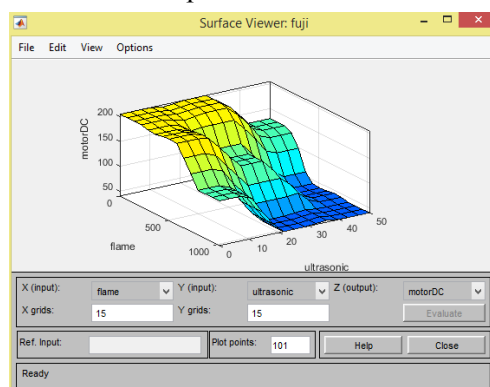 Surface Viewer: fuji
File Edit View Options
200
150
100
50
motorDC
0
500
1000
flame
0
10
20
30
40
50
ultrasonic
X (input): flame Y (input): ultrasonic Z (output): motorDC
X grids: 15 Y grids: 15 Evaluate
Ref. Input: Plot points: 101 Help Close
Ready